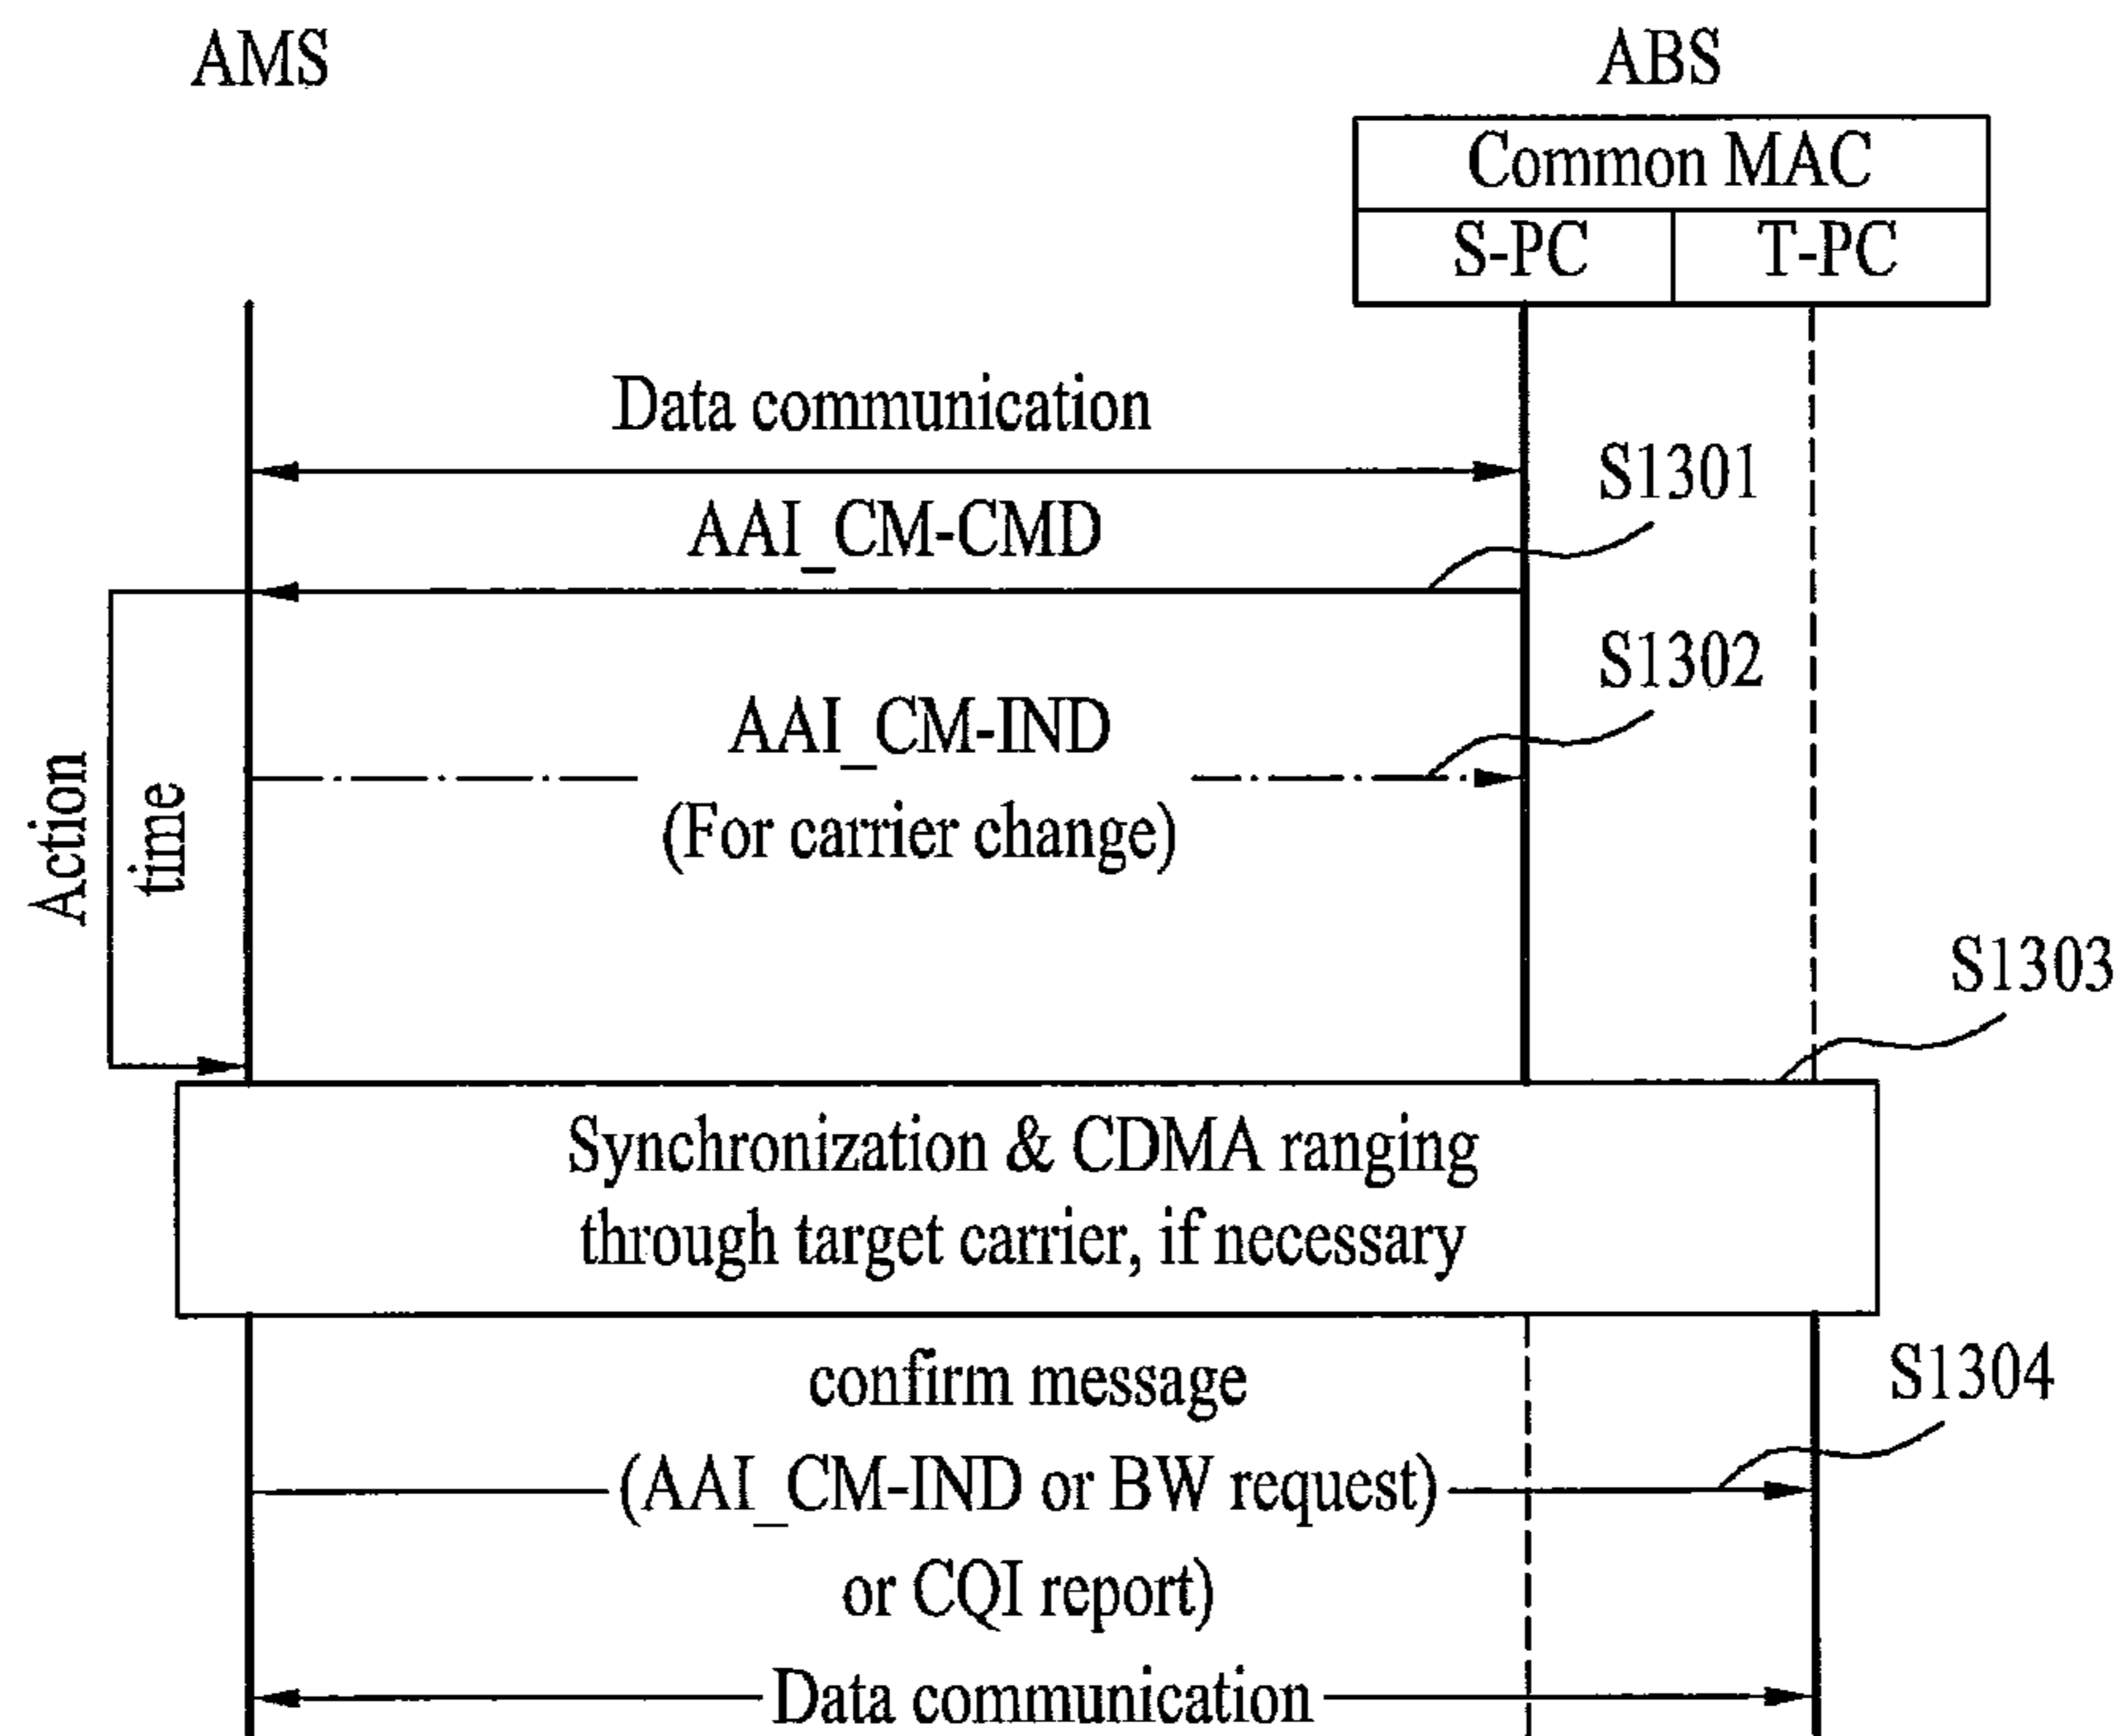 AMS
ABS
Common MAC
S-PC
T-PC
Data communication
S1301
AAI_CM-CMD
S1302
AAI_CM-IND
(For carrier change)
Action
time
S1303
Synchronization & CDMA ranging
through target carrier, if necessary
confirm message
S1304
(AAI_CM-IND or BW request)
or CQI report)
Data communication